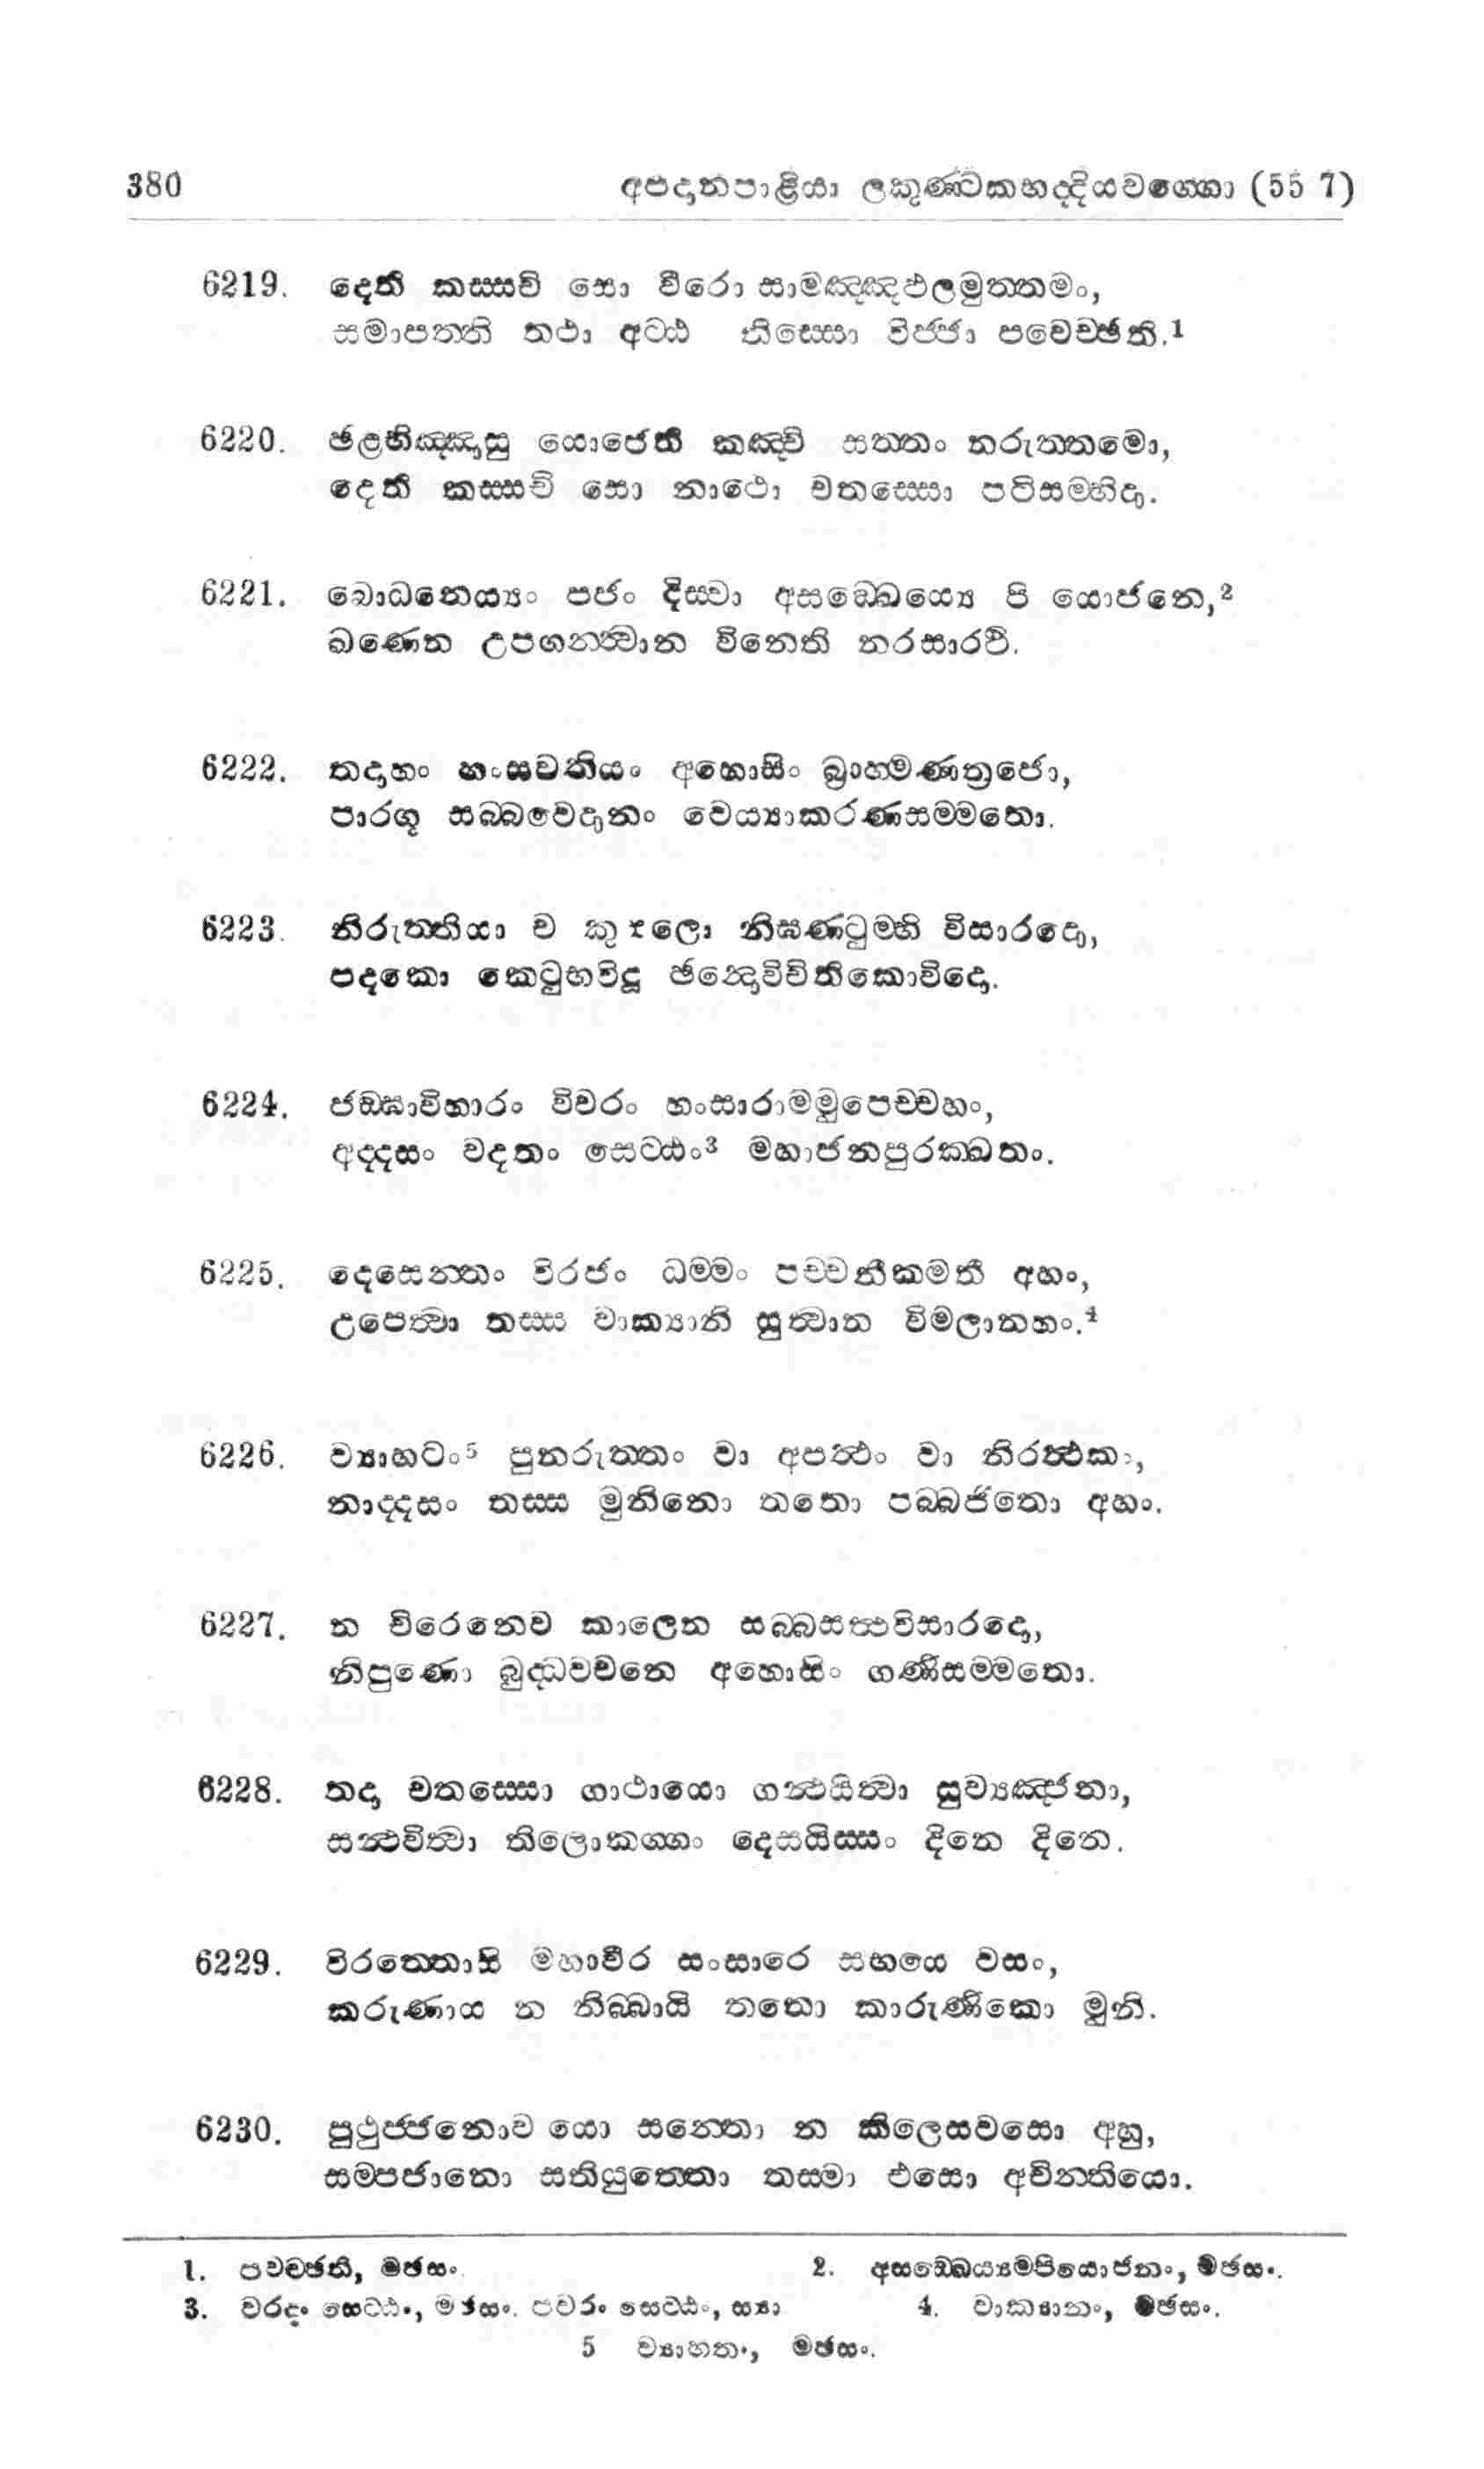 380 අපදානපාළියා ලකුණ්ටකභද්දියවග්ගො (55 7)
6219. දෙති කස්සචි සො වීරො සාමඤ්ඤඵලමුත්තමං,
සමාපත්ති තථා අට්ඨ තිස්සො විජ්ජා පවෙච්ඡති.1
6220. ඡළභිඤ්ඤාසු යොජෙති කඤ්චි සත්තං නරුත්තමො,
දෙති කස්සචි සො නාථො චතස්සො පටිසම්භිදා.
6221. බොධනෙය්‍යං පජං දිස්වා අසඞ්ඛෙය්‍යෙ පි යොජනෙ,2
ඛණෙන උපගන්ත්‍වාන විනෙති නරසාරථි.
6222. තදාහං හංසවතියං අහොසිං බ්‍රාහ්මණත්‍රජො,
පාරගූ සබ්බවෙදානං වෙය්‍යාකරණසම්මතො.
6223. නිරුත්තියා ච කුසලො නිඝණ්ටුම්හි විසාරදො,
පදකො කෙටුභවිදූ ඡන්දොවිචිතිකොවිදො.
6224. ජඞ්ඝාවිහාරං විචරං හංසාරාමමුපෙච්චහං,
අද්දසං වදතං සෙට්ඨං3 මහාජනපුරක්ඛතං.
6225. දෙසෙන්තං විරජං ධම්මං පච්චනීකමතී අහං,
උපෙත්‍වා තස්ස වාක්‍යානි සුත්‍වාන විමලානහං.4
6226. ව්‍යාහටං5 පුනරුත්තං වා අපත්‍ථං වා නිරත්‍ථකං,
නාද්දසං තස්ස මුනිනො තතො පබ්බජිතො අහං.
6227. න චිරෙනෙව කාලෙන සබ්බසත්‍ථවිසාරදො,
නිපුණො බුද්ධවචනෙ අහොසිං ගණිසම්මතො.
6228. තදා චතස්සො ගාථායො ගන්‍ථයිත්‍වා සුව්‍යඤ්ජනා,
සන්‍ථවිත්‍වා තිලොකග්ගං දෙසයිස්සං දිනෙ දිනෙ.
6229. විරත්තොසි මහාවීර සංසාරෙ සභයෙ වසං,
කරුණාය න නිබ්බායි තතො කාරුණිකො මුනි.
6230. පුථුජ්ජනොව යො සන්තො න කිලෙසවසො අහු,
සම්පජානො සතියුත්තො තස්මා එසො අචින්තියො.
1. පවච්ඡති, මඡසං. 2. අසඞ්ඛෙය්‍යම්පියොජනං, මඡසං.
3. වරදං සෙට්ඨං, මඡසං. පවරං සෙට්ඨං, ස්‍යා 4. වාක්‍යානං, මඡසං.
5 ව්‍යාහතං, මඡසං.